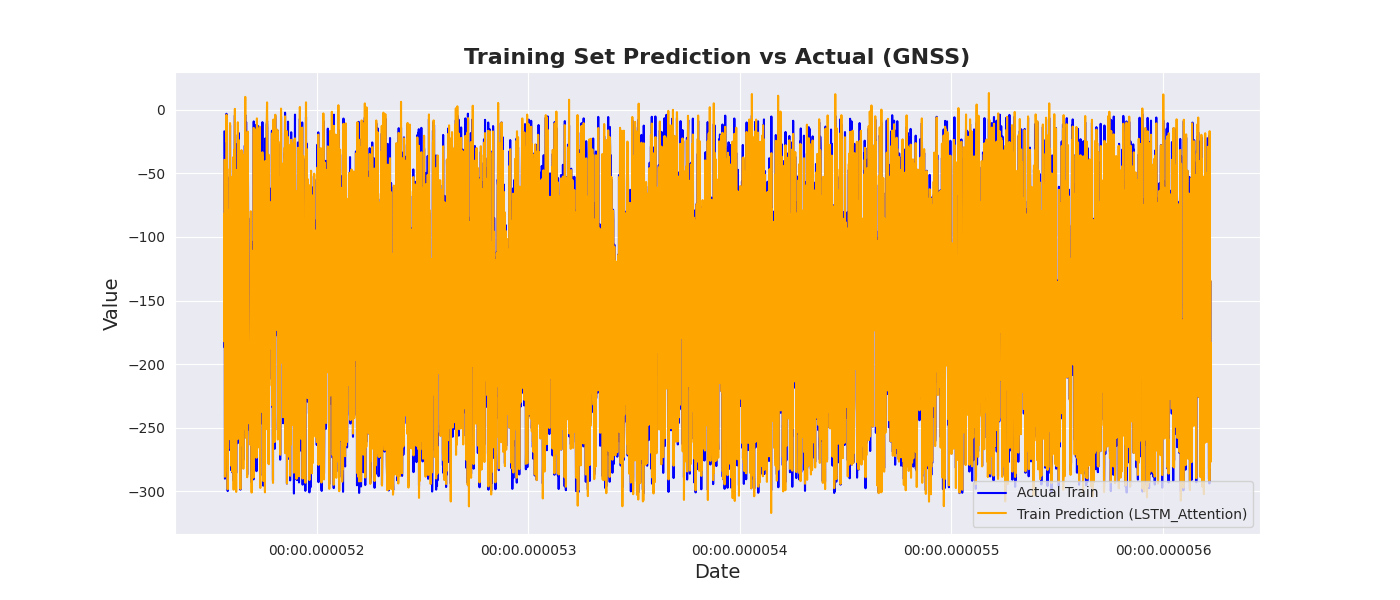 Training Set Prediction vs Actual (GNSS)
Value
0
−50
−100
−150
−200
−250
−300
Actual Train
Train Prediction (LSTM_Attention)
00:00.000052
00:00.000053
00:00.000054
00:00.000055
00:00.000056
Date